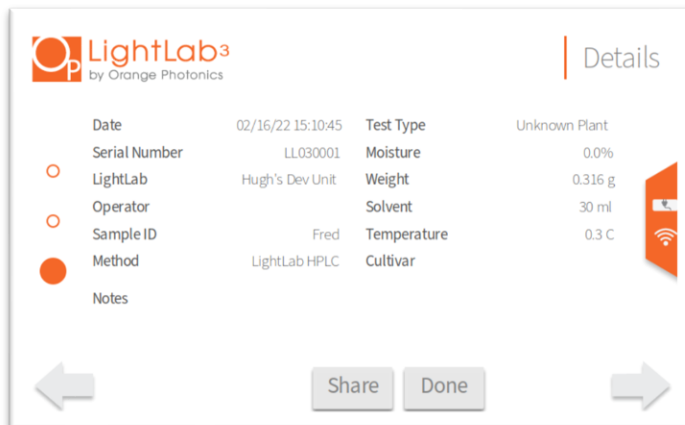 OP LightLab3
by Orange Photonics
Details
Date 02/16/22 15:10:45 Test Type Unknown Plant
Serial Number LL030001 Moisture 0.0%
LightLab Hugh's Dev Unit Weight 0.316 g
Operator Solvent 30 ml
Sample ID Fred Temperature 0.3 C
Method LightLab HPLC Cultivar
Notes
Share Done